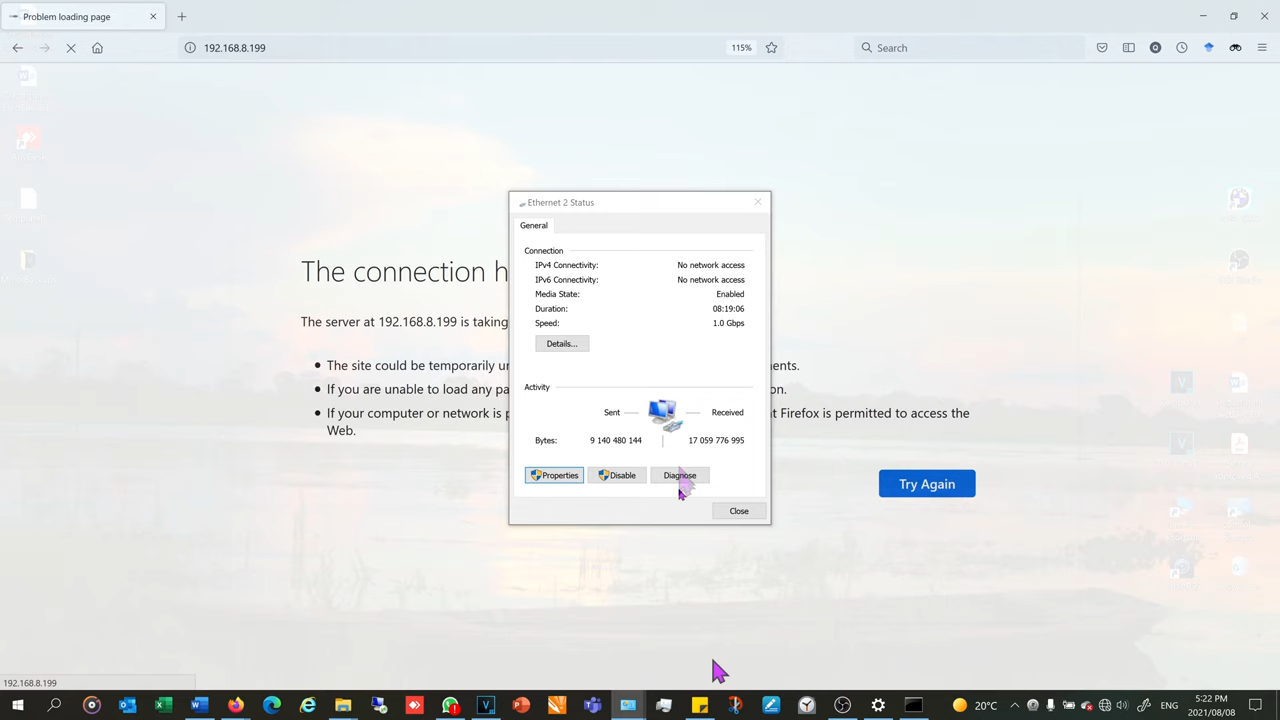 Problem loading page
192.168.8.199
115%
Search
Ethernet 2 Status
General
Connection
IPv4 Connectivity: No network access
IPv6 Connectivity: No network access
Media State: Enabled
Duration: 08:19:06
Speed: 1.0 Gbps
Details...
Activity
Sent
Received
Bytes: 9 140 480 144 17 059 776 995
Properties
Disable
Diagnose
Close
The connection h
The server at 192.168.8.199 is taking
The site could be temporarily un ments.
If you are unable to load any pa ion.
If your computer or network is p at Firefox is permitted to access the
Web.
Try Again
192.168.8.199
20°C
5:22 PM
2021/08/08